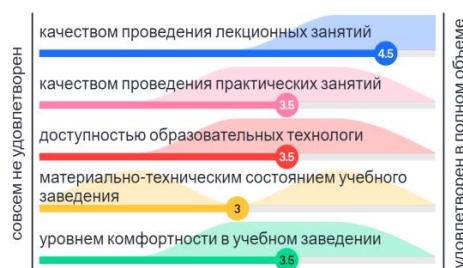 совсем не удовлетворен
качеством проведения лекционных занятий
4.5
качеством проведения практических занятий
3.5
доступностью образовательных технологи
3.5
материально-техническим состоянием учебного
заведения
3
уровнем комфортности в учебном заведении
3.5
удовлетворен в полном объеме